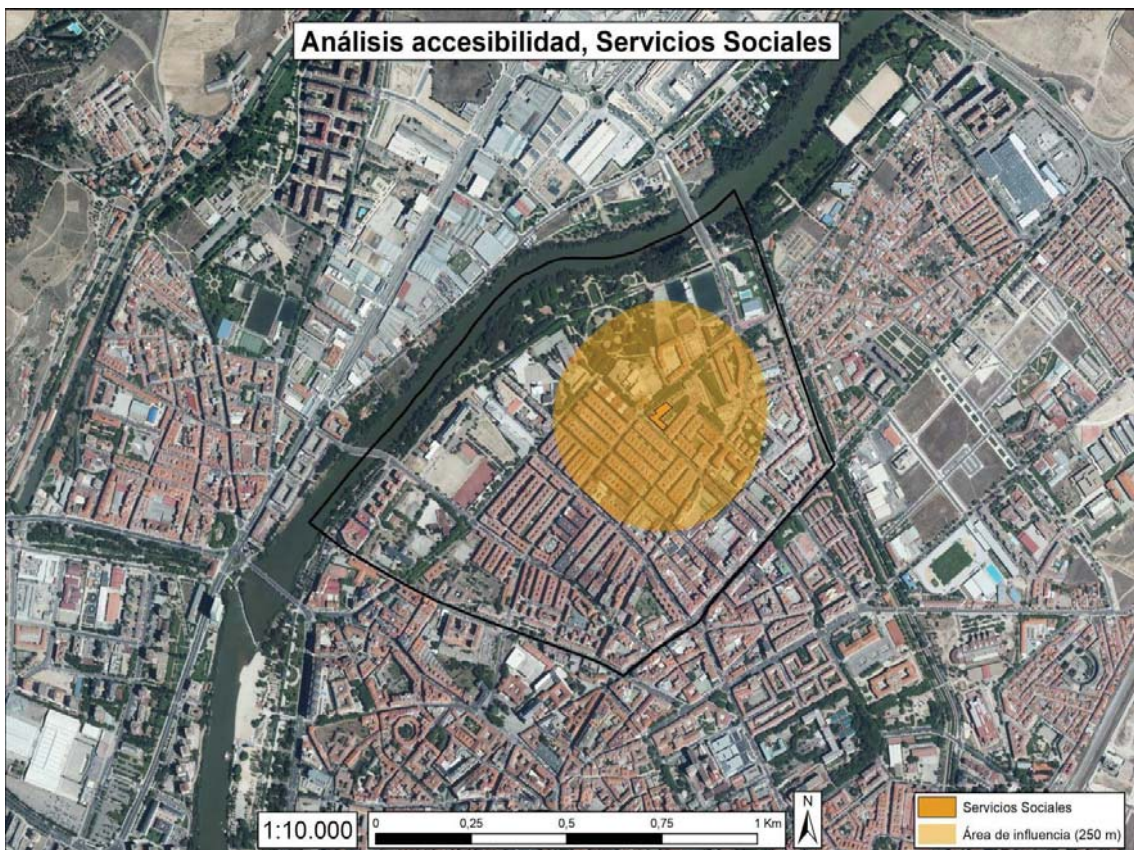 Análisis accesibilidad, Servicios Sociales
1:10.000
0 0,25 0,5 0,75 1 Km
N
Servicios Sociales
Área de influencia (250 m)